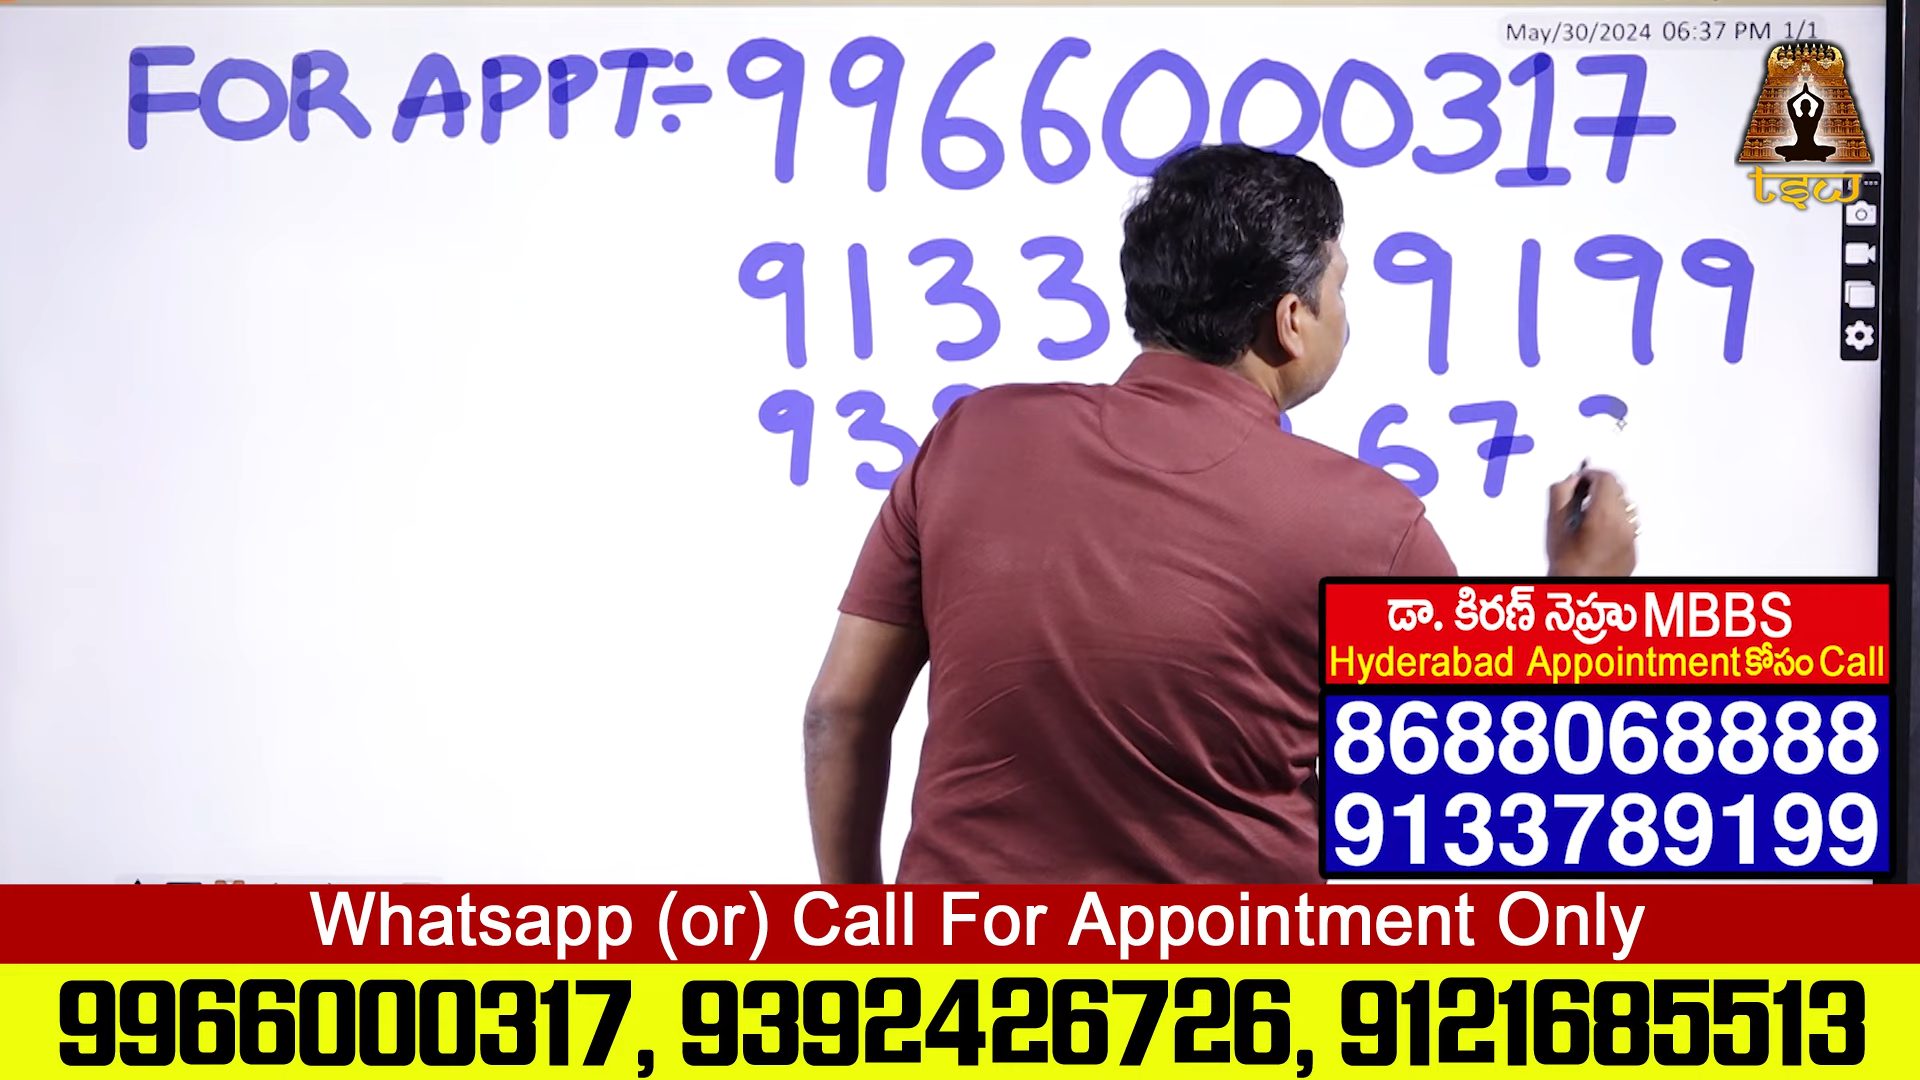 May/30/2024 06:37 PM 1/1
FOR APPT:- 9966000317
tsw
9133 9199
93 67
డా. కిరణ్ నెహ్రు MBBS
Hyderabad Appointment కోసం Call
8688068888
9133789199
Whatsapp (or) Call For Appointment Only
9966000317, 9392426726, 9121685513